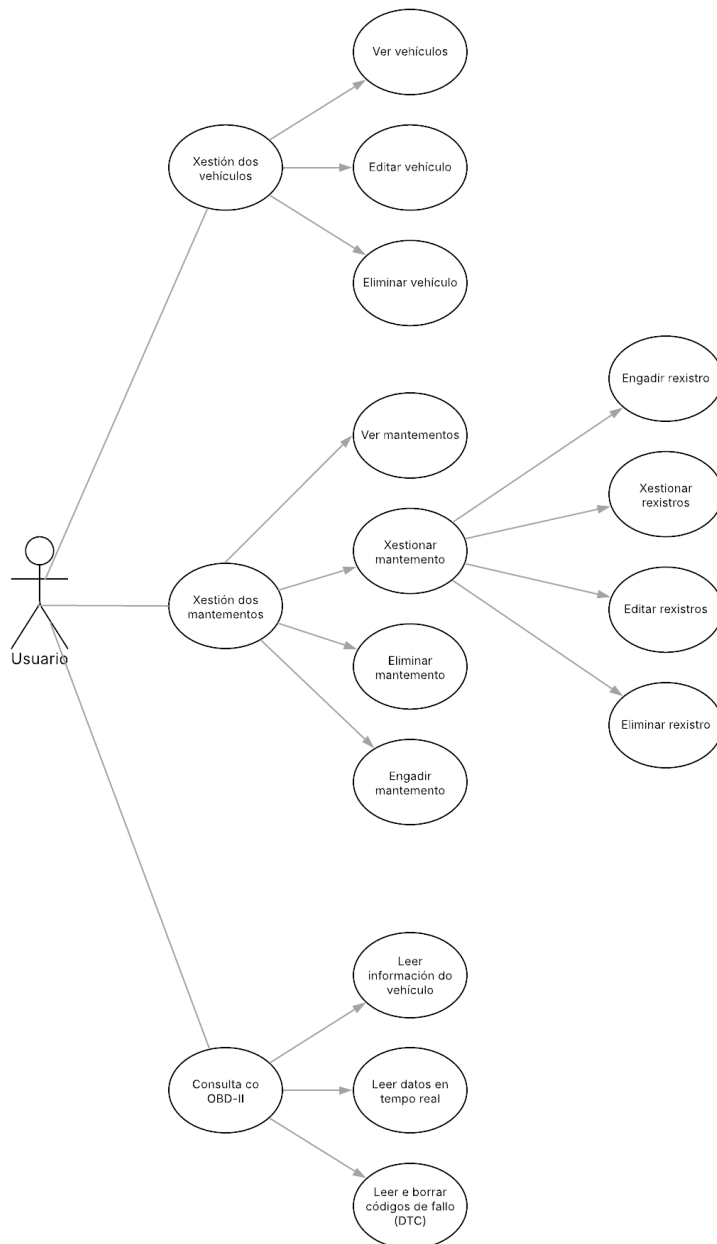 Ver vehículos
Xestión dos
vehículos
Editar vehículo
Eliminar vehículo
Engadir rexistro
Ver mantementos
Xestionar
rexistros
Xestionar
mantemento
Xestión dos
mantementos
Editar rexistros
Usuario
Eliminar
mantemento
Eliminar rexistro
Engadir
mantemento
Leer
información do
vehículo
Consulta co
OBD-II
Leer datos en
tempo real
Leer e borrar
códigos de fallo
(DTC)